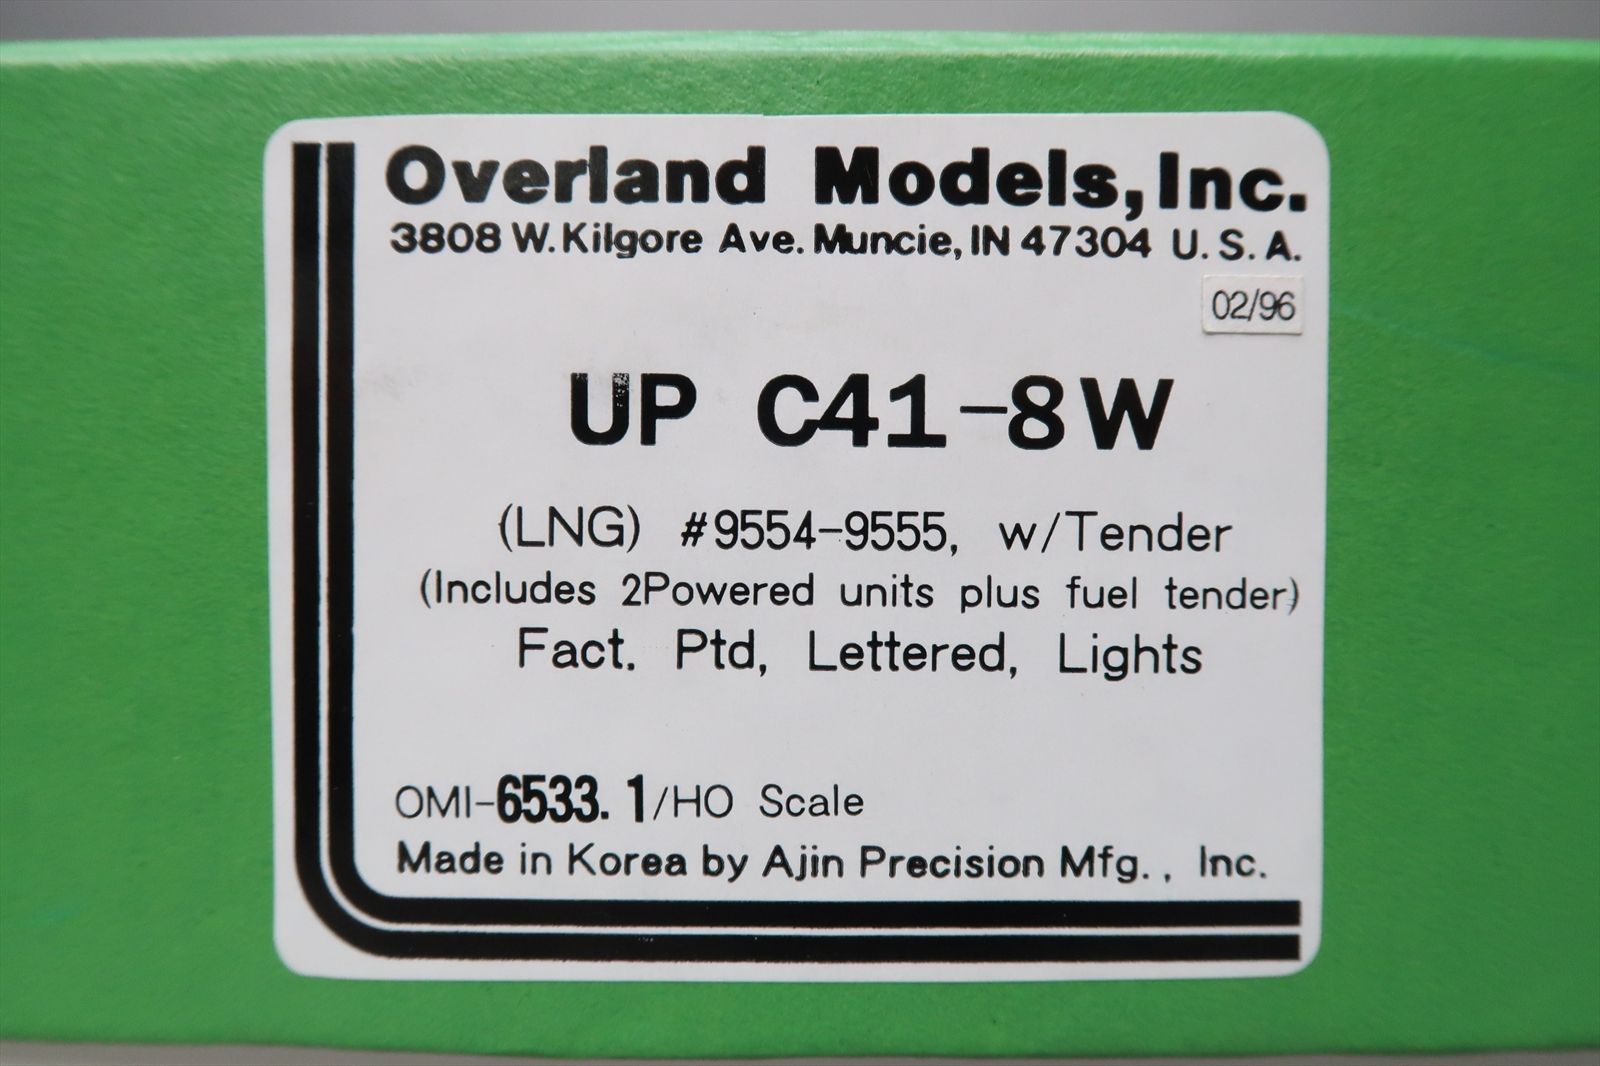 Overland Models, Inc.
3808 W. Kilgore Ave. Muncie, IN 47304 U.S.A.
02/96
UP C41-8W
(LNG) #9554-9555, w/Tender
(Includes 2Powered units plus fuel tender)
Fact. Ptd, Lettered, Lights
OMI-6533.1/HO Scale
Made in Korea by Ajin Precision Mfg., Inc.